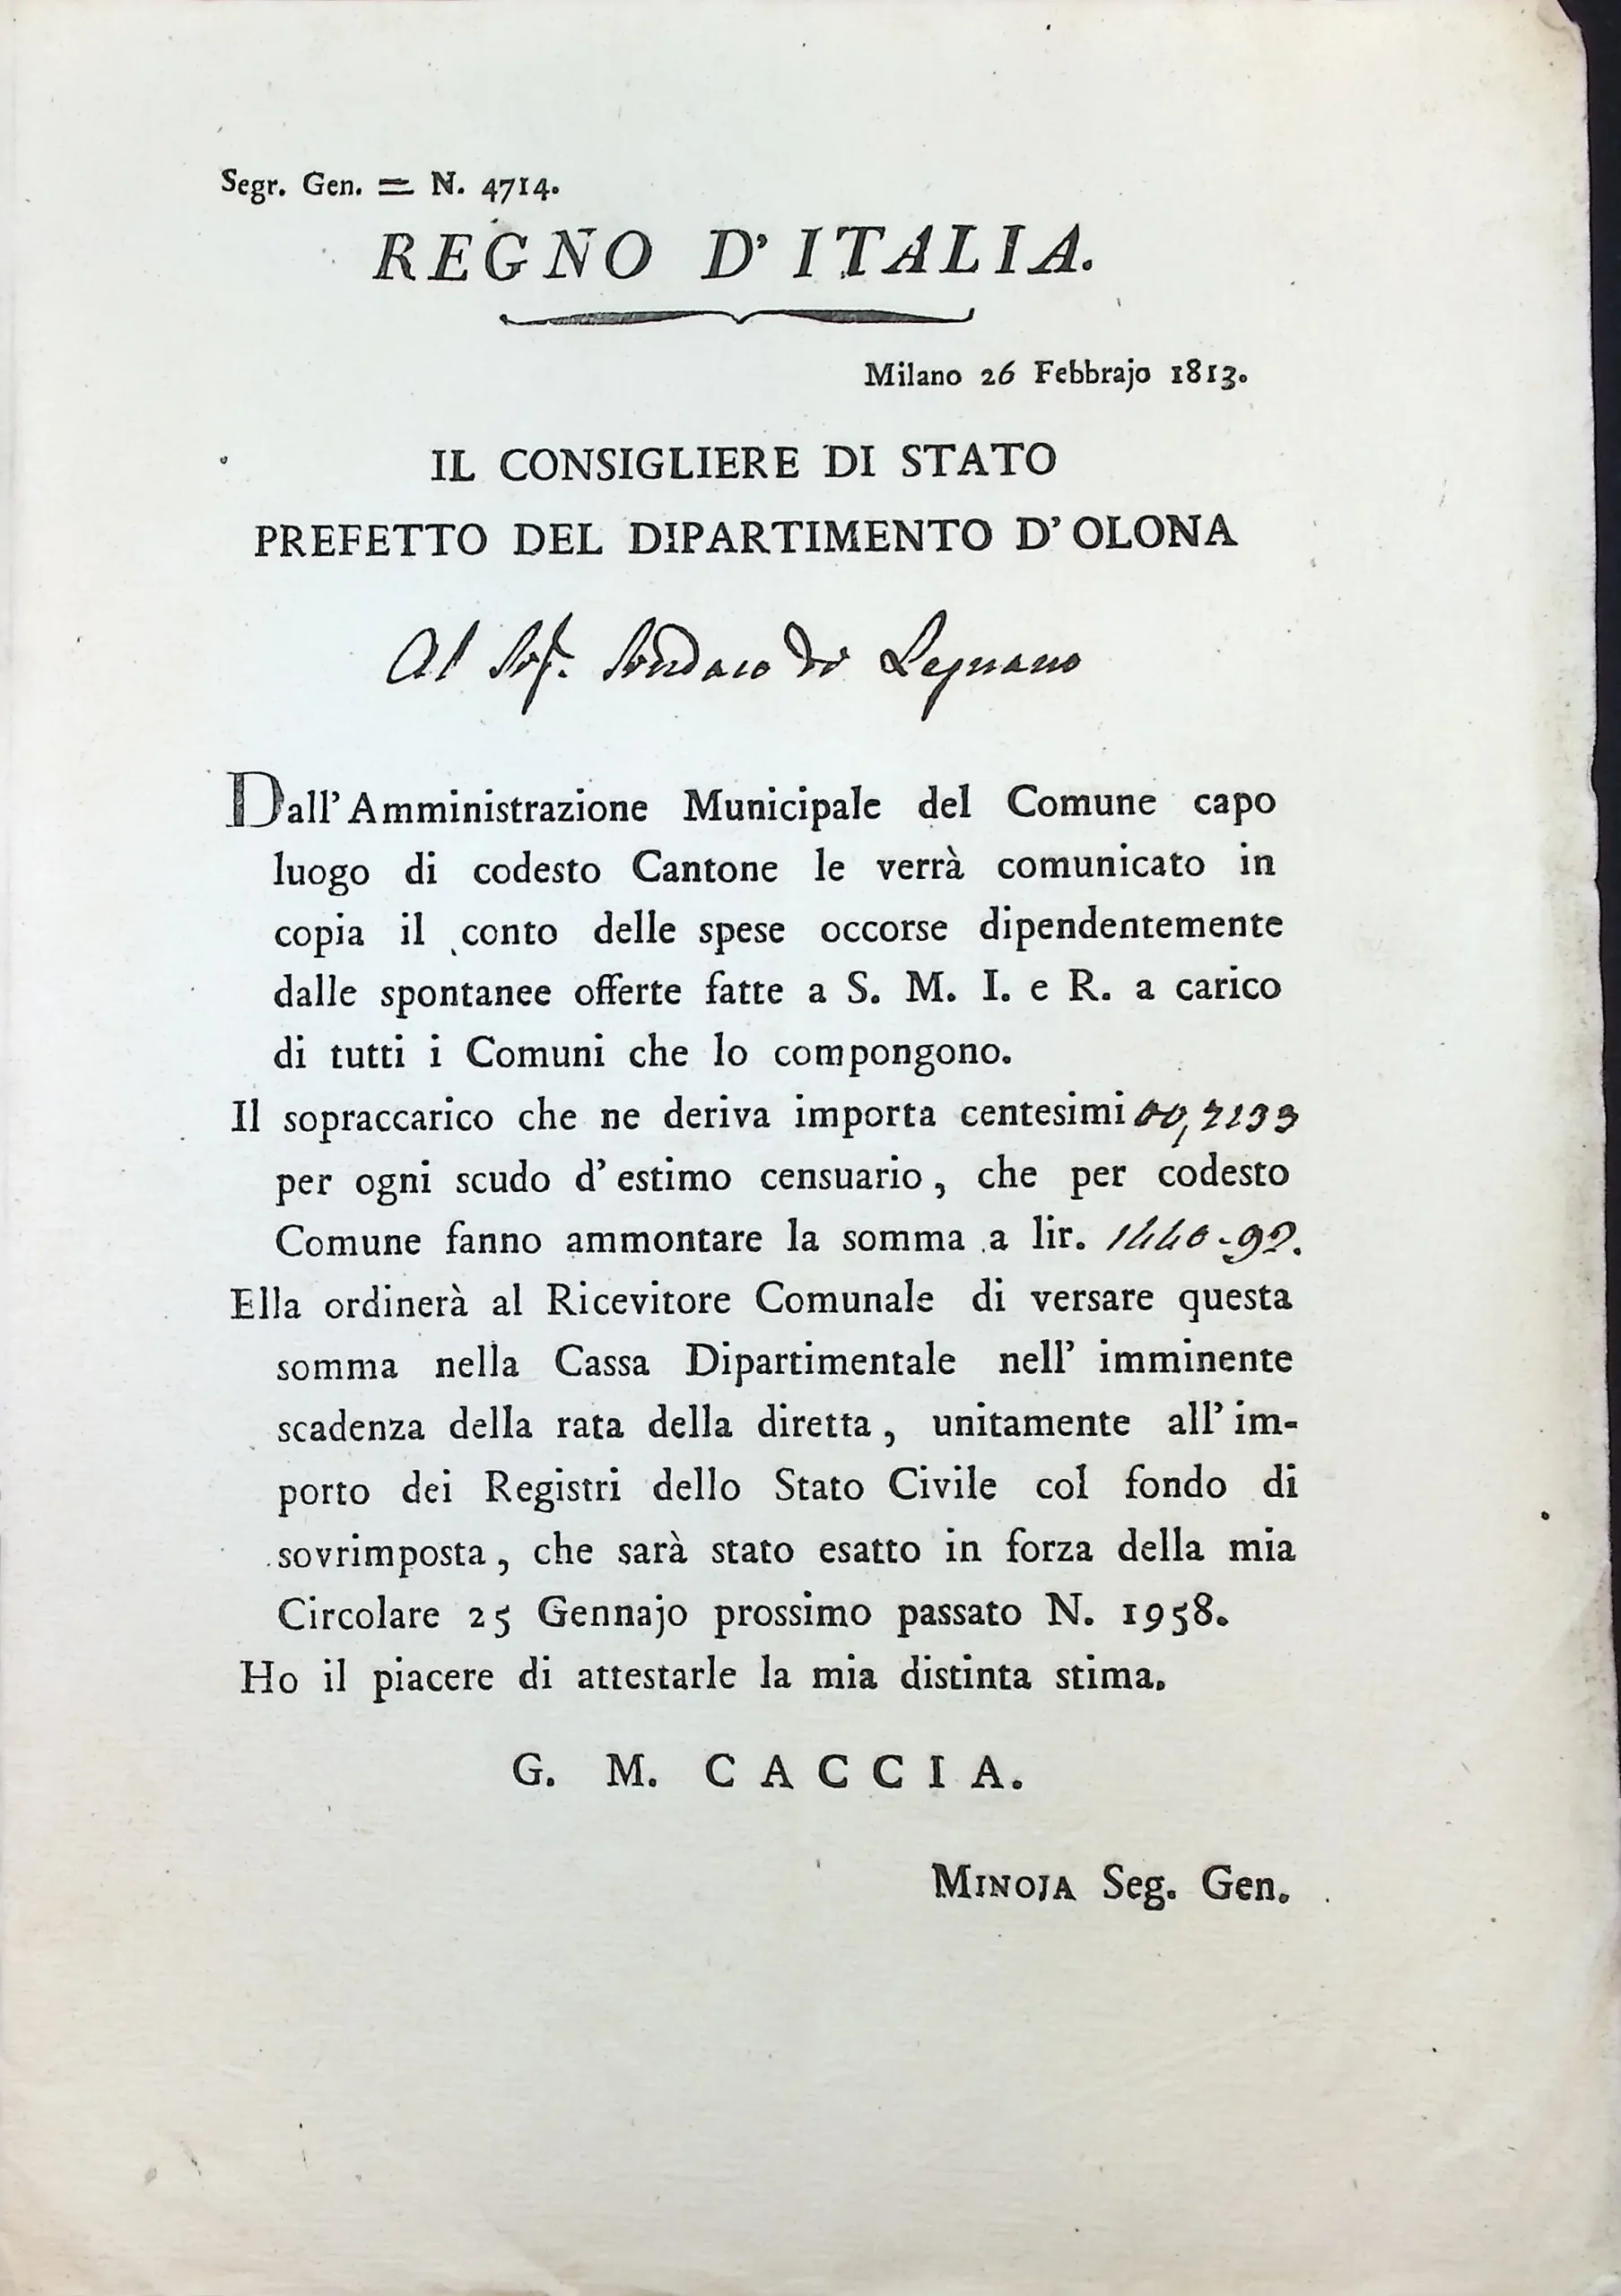 Segr. Gen. = N. 4714.
REGNO D' ITALIA.
Milano 26 Febbrajo 1813.
IL CONSIGLIERE DI STATO
PREFETTO DEL DIPARTIMENTO D' OLONA
Al Sig.r Sindaco di Legnano
Dall' Amministrazione Municipale del Comune capo
luogo di codesto Cantone le verrà comunicato in
copia il conto delle spese occorse dipendentemente
dalle spontanee offerte fatte a S. M. I. e R. a carico
di tutti i Comuni che lo compongono.
Il sopraccarico che ne deriva importa centesimi
per ogni scudo d' estimo censuario, che per codesto
Comune fanno ammontare la somma a lir.
Ella ordinerà al Ricevitore Comunale di versare questa
somma nella Cassa Dipartimentale nell' imminente
scadenza della rata della diretta, unitamente all' im-
porto dei Registri dello Stato Civile col fondo di
sovrimposta, che sarà stato esatto in forza della mia
Circolare 25 Gennajo prossimo passato N. 1958.
Ho il piacere di attestarle la mia distinta stima.
G. M. CACCIA.
MINOJA Seg. Gen.